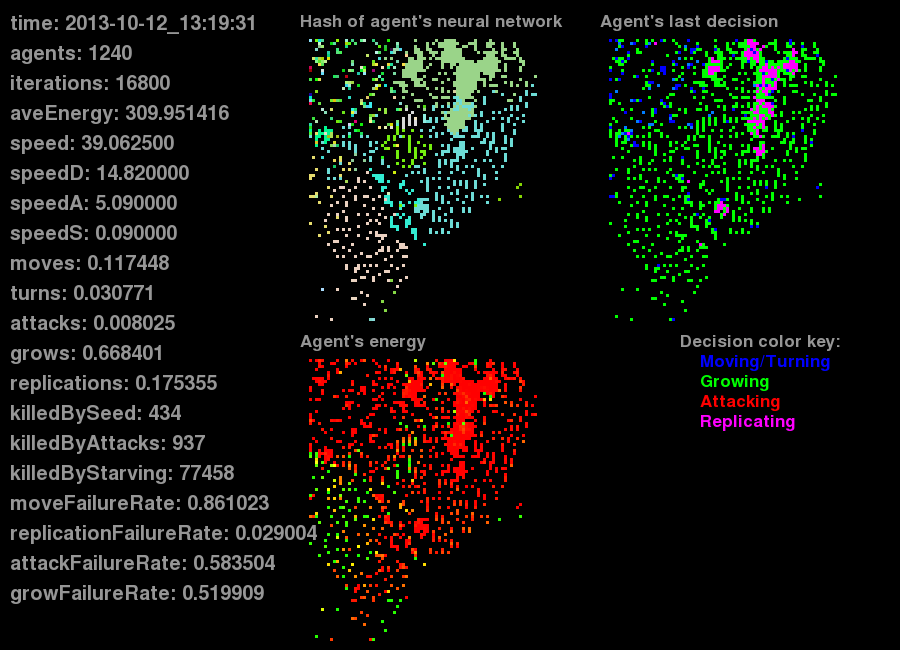 time: 2013-10-12_13:19:31
agents: 1240
iterations: 16800
aveEnergy: 309.951416
speed: 39.062500
speedD: 14.820000
speedA: 5.090000
speedS: 0.090000
moves: 0.117448
turns: 0.030771
attacks: 0.008025
grows: 0.668401
replications: 0.175355
killedBySeed: 434
killedByAttacks: 937
killedByStarving: 77458
moveFailureRate: 0.861023
replicationFailureRate: 0.029004
attackFailureRate: 0.583504
growFailureRate: 0.519909
Hash of agent's neural network
Agent's last decision
Agent's energy
Decision color key:
Moving/Turning
Growing
Attacking
Replicating